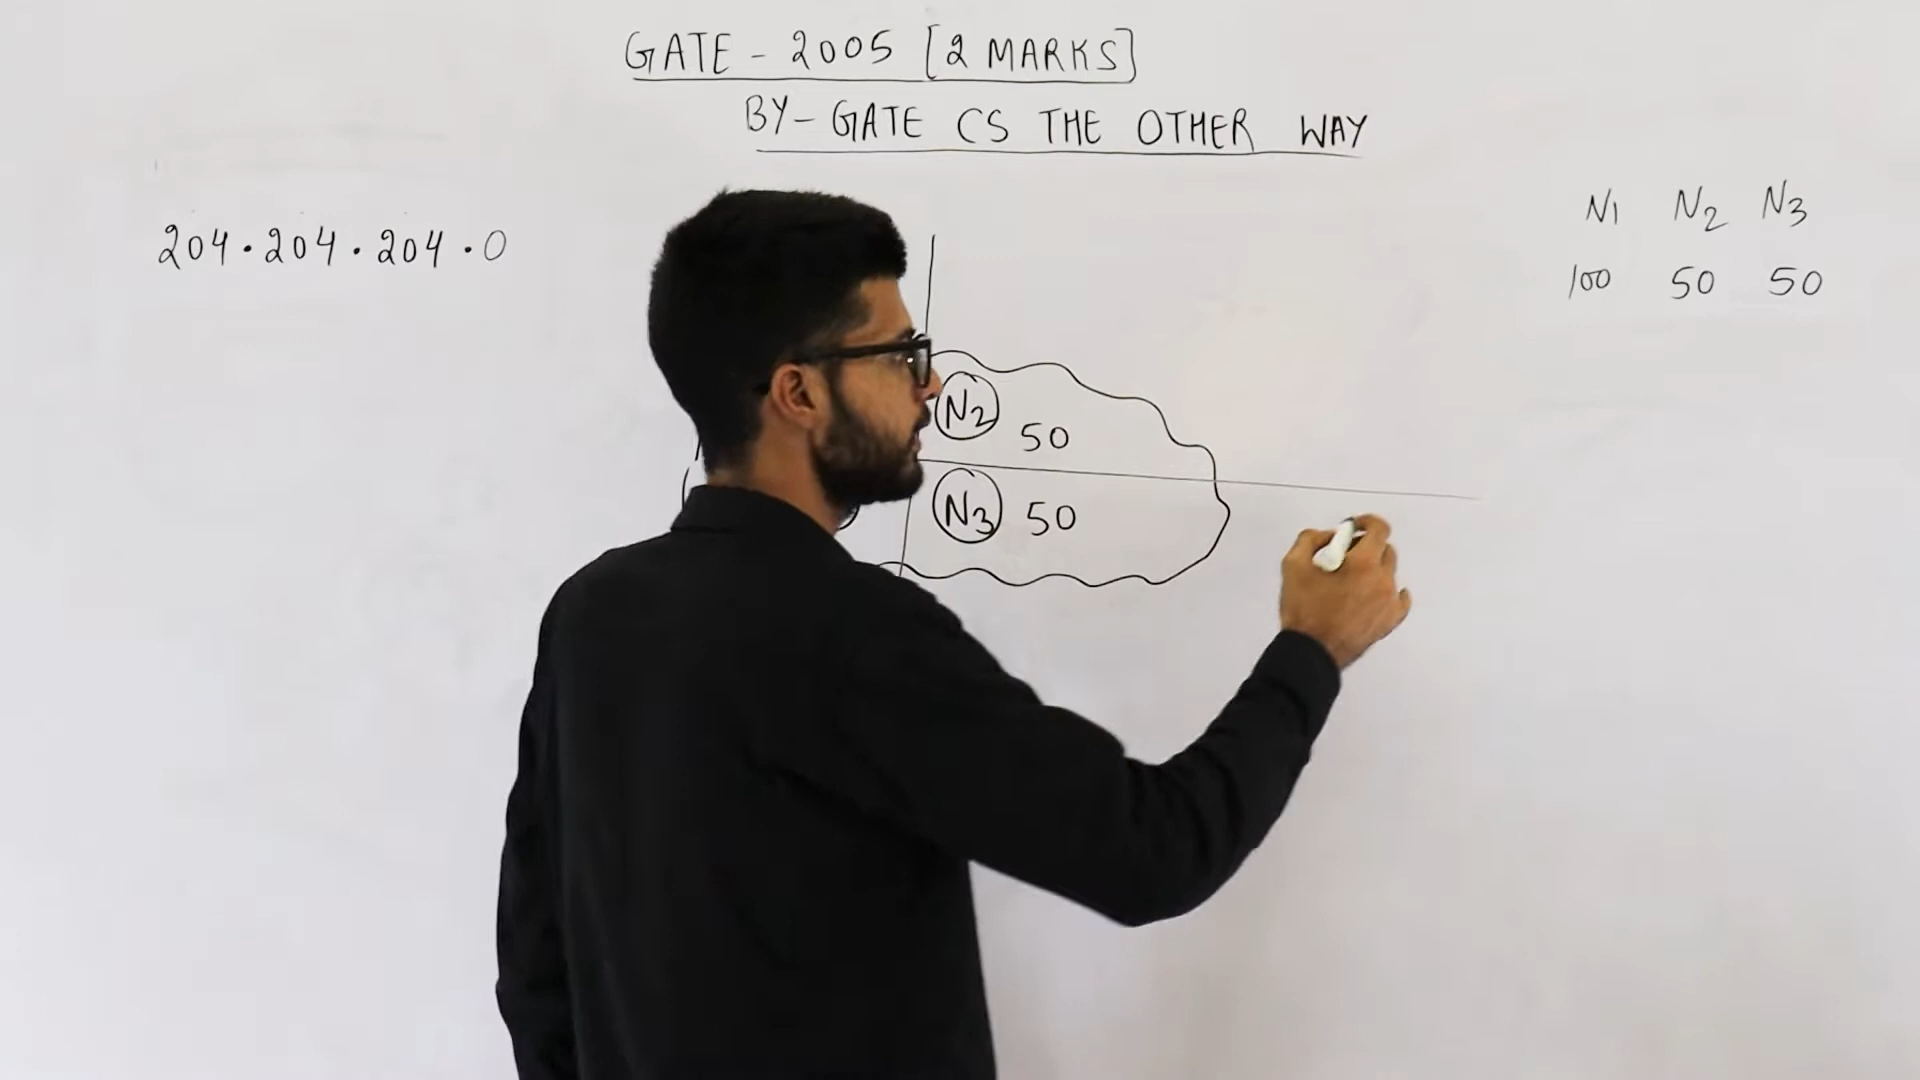 GATE - 2005 [2 MARKS]
BY- GATE CS THE OTHER WAY
204.204.204.0
N1 N2 N3
100 50 50
N2 50
N3 50